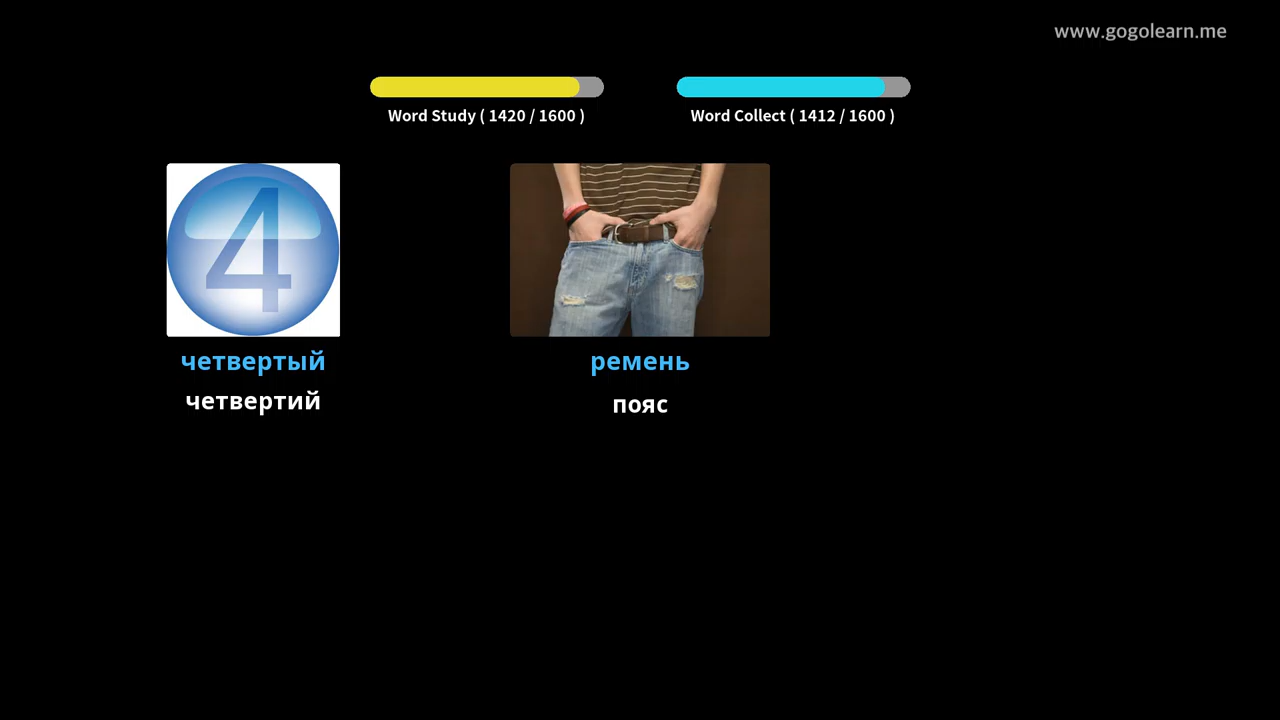 www.gogolearn.me
Word Study ( 1420 / 1600 )
Word Collect ( 1412 / 1600 )
4
четвертый
четвертий
ремень
пояс